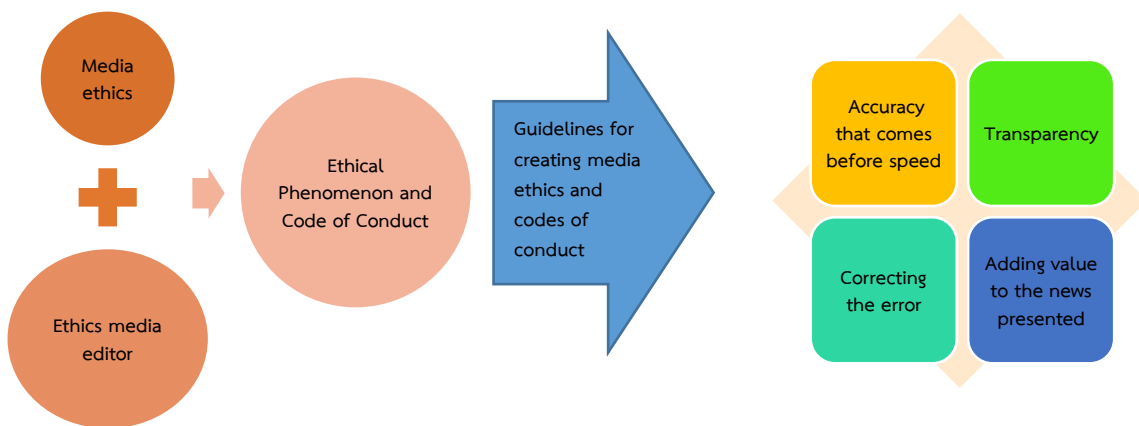 Media
ethics
Ethics media
editor
Ethical
Phenomenon and
Code of Conduct
Guidelines for
creating media
ethics and
codes of
conduct
Accuracy
that comes
before speed
Transparency
Correcting
the error
Adding value
to the news
presented